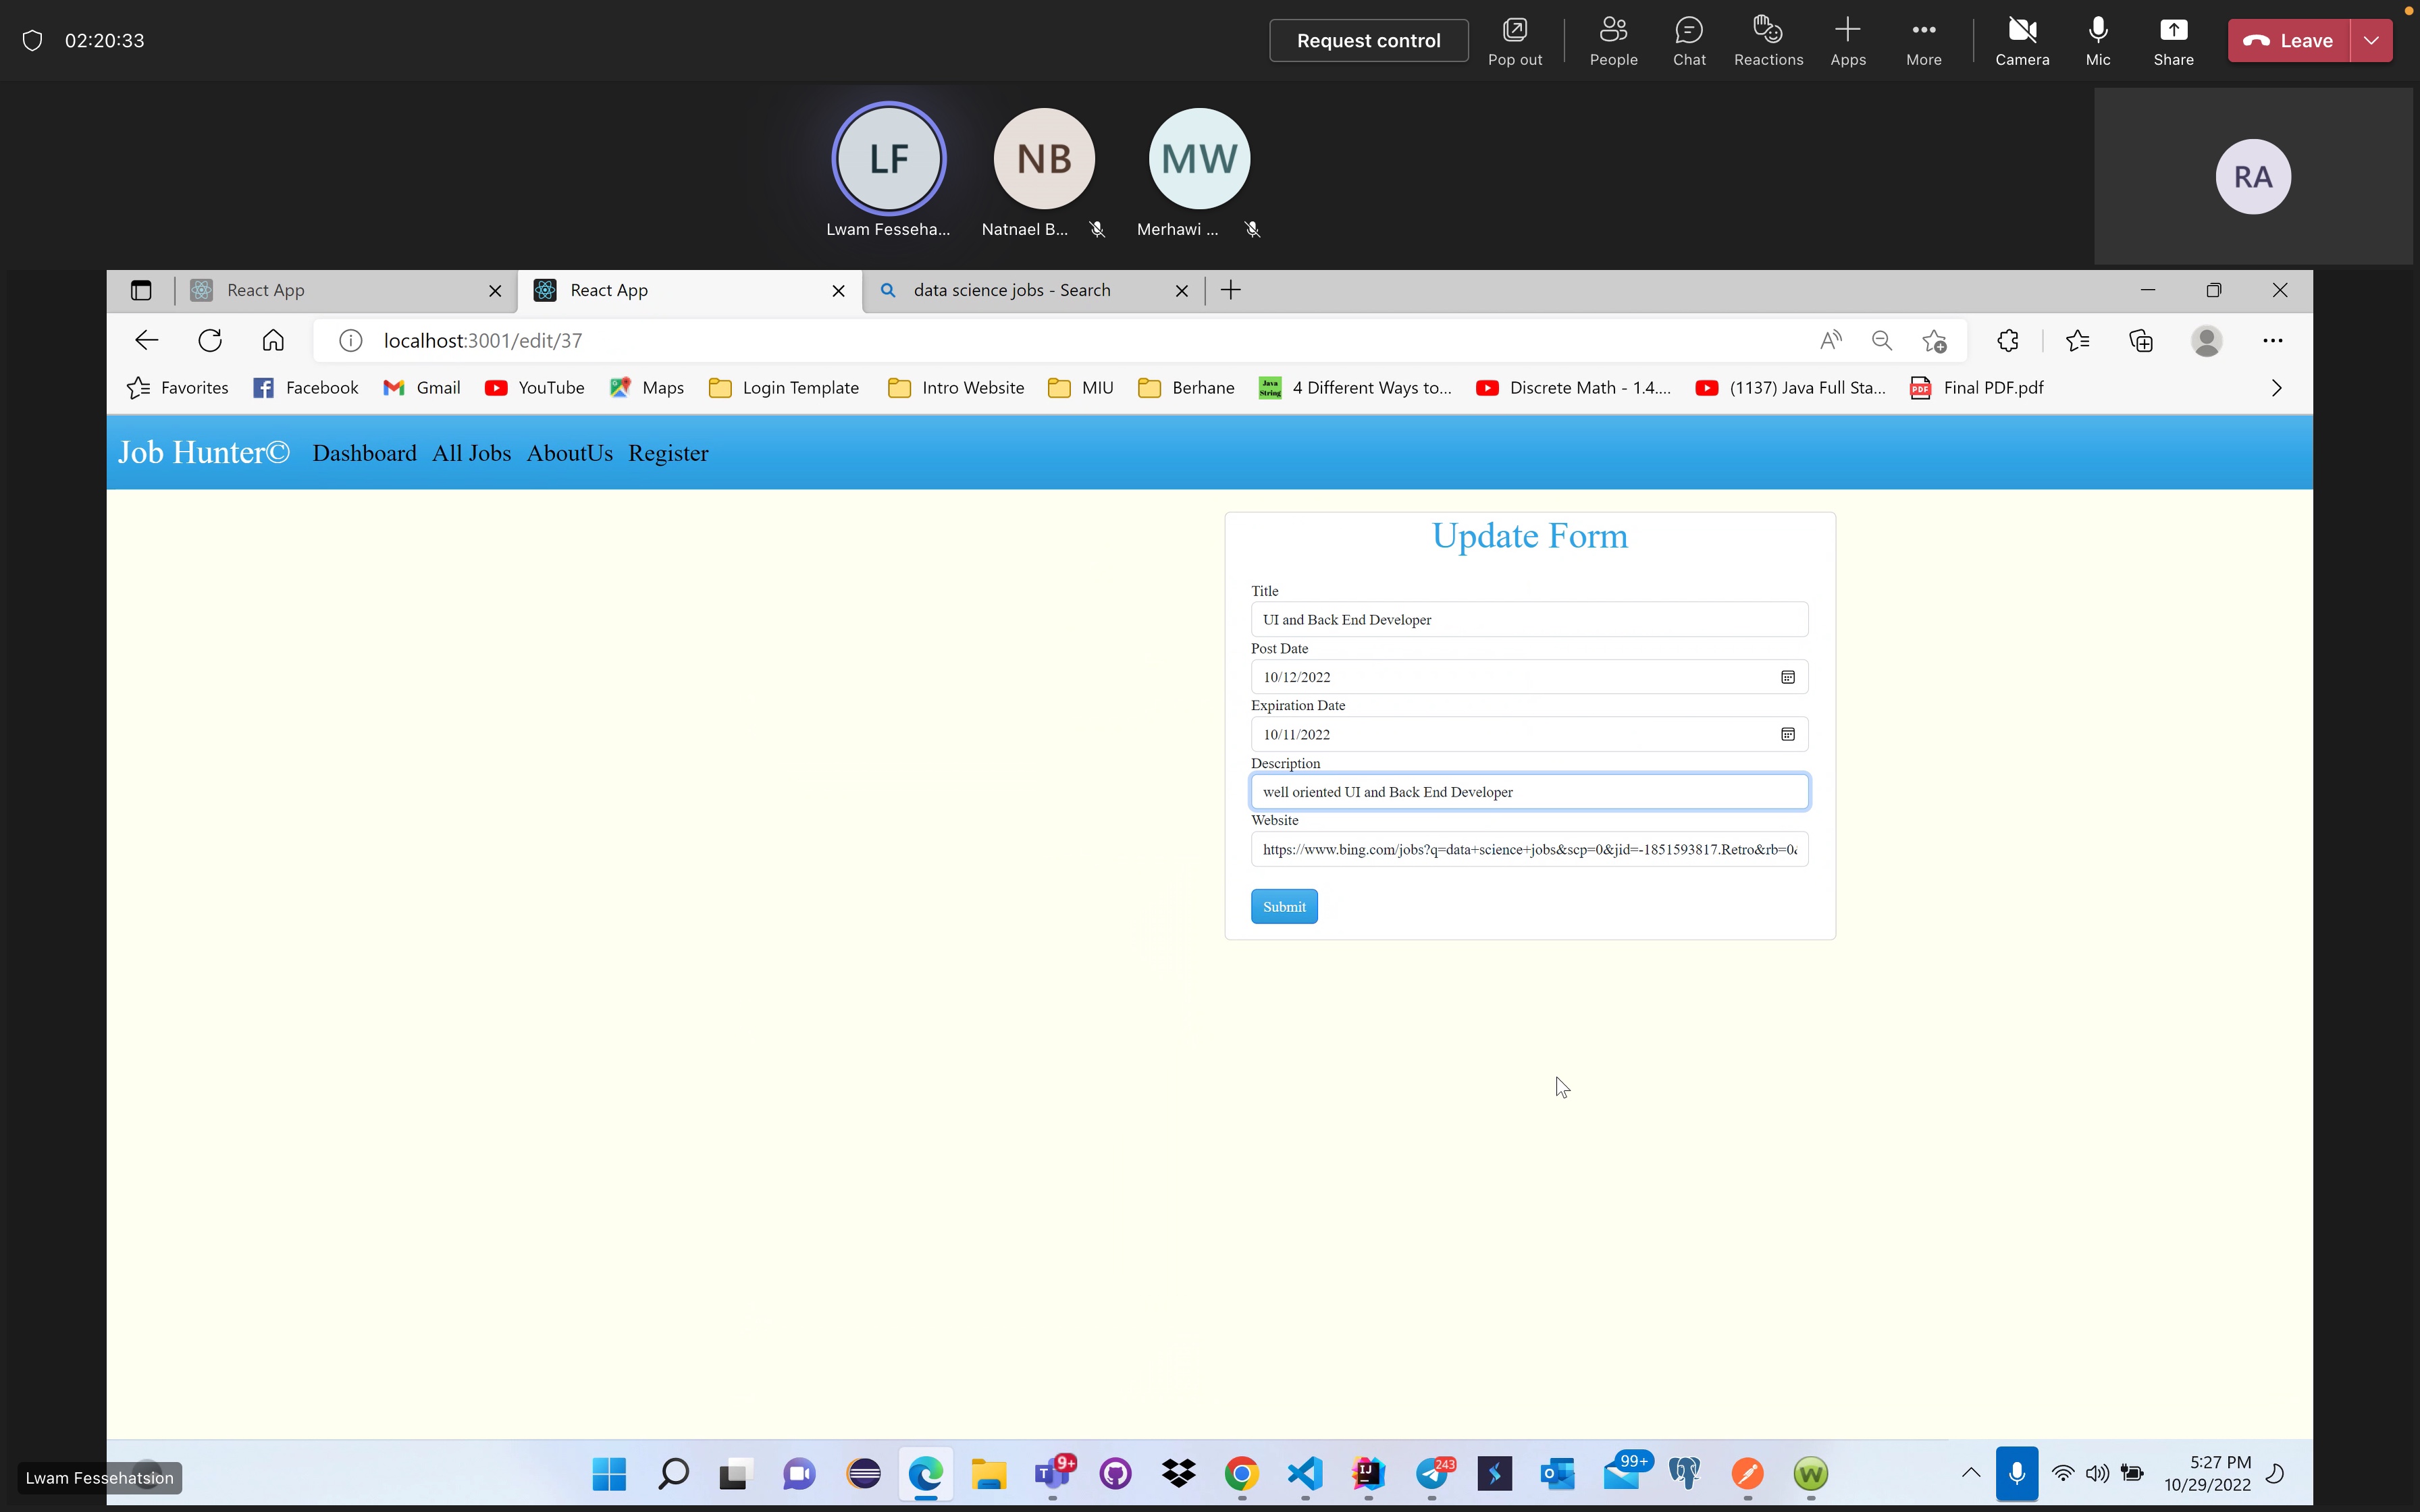 02:20:33
Request control
Pop out
People
Chat
Reactions
Apps
More
Camera
Mic
Share
Leave
LF
NB
MW
RA
Lwam Fesseha...
Natnael B...
Merhawi ...
React App
React App
data science jobs - Search
localhost:3001/edit/37
Favorites
Facebook
Gmail
YouTube
Maps
Login Template
Intro Website
MIU
Berhane
4 Different Ways to...
Discrete Math - 1.4....
(1137) Java Full Sta...
Final PDF.pdf
Job Hunter© Dashboard All Jobs AboutUs Register
Update Form
Title
UI and Back End Developer
Post Date
10/12/2022
Expiration Date
10/11/2022
Description
well oriented UI and Back End Developer
Website
https://www.bing.com/jobs?q=data+science+jobs&scp=0&jid=-1851593817.Retro&rb=0&
Submit
Lwam Fessehatsion
9+
243
99+
5:27 PM
10/29/2022